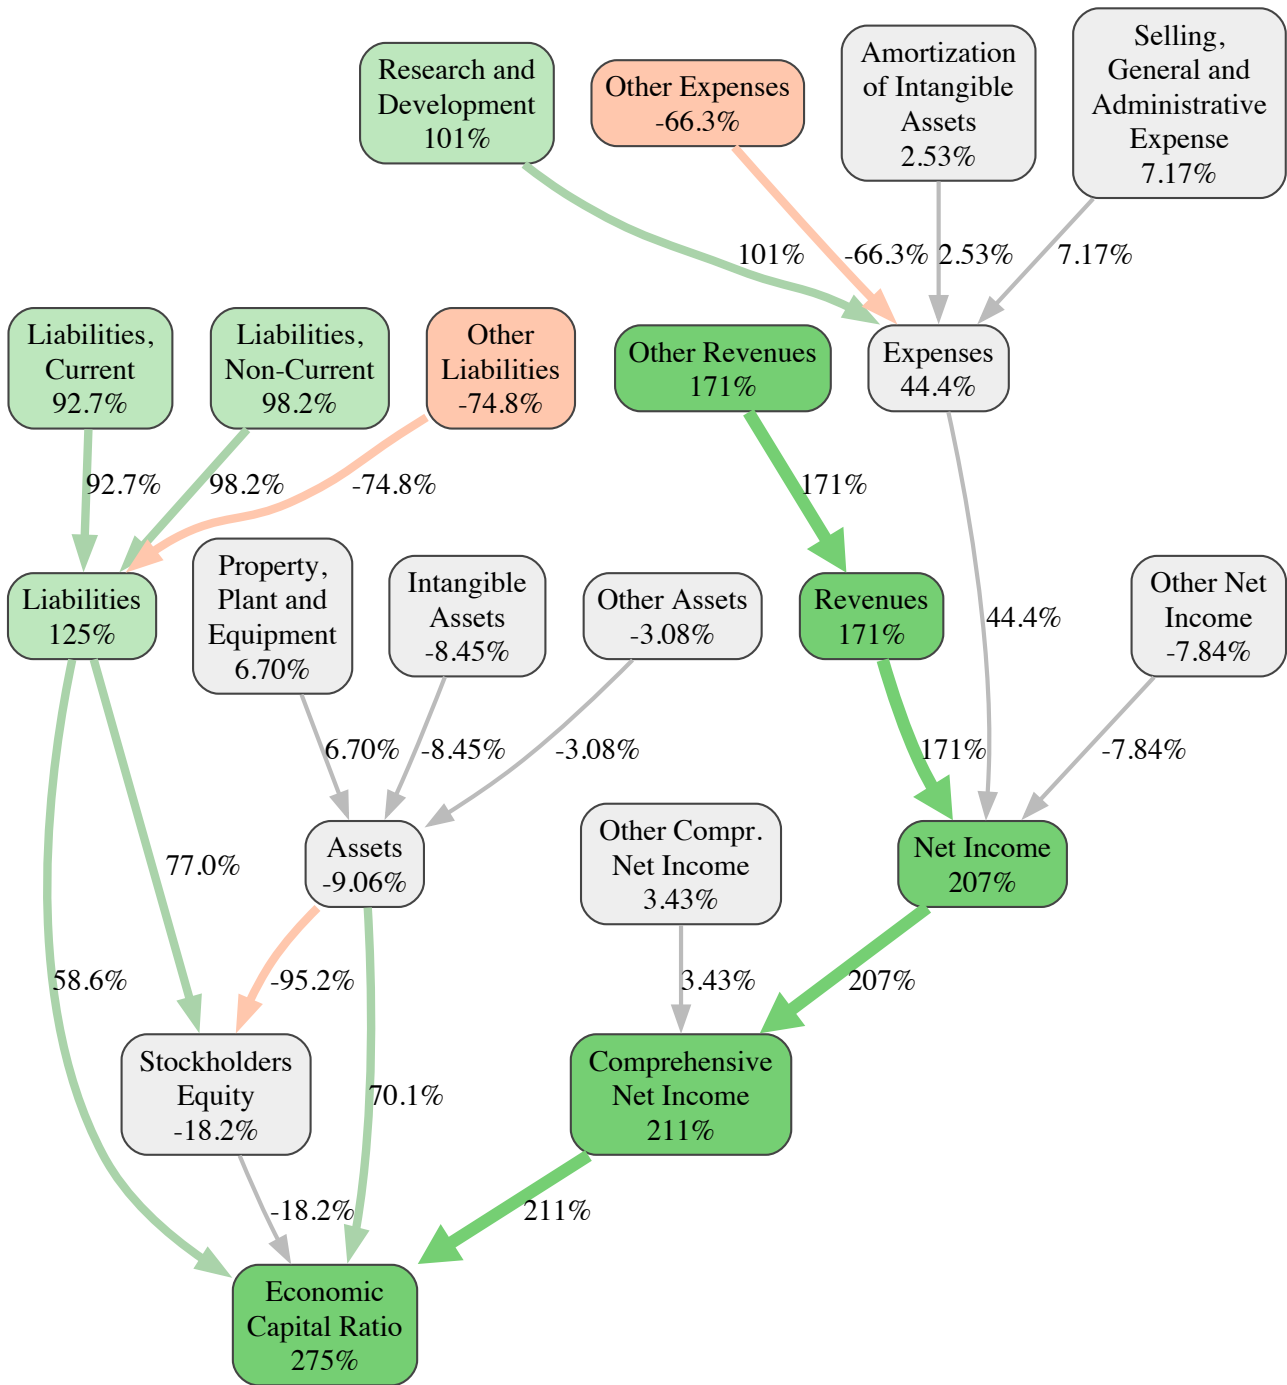 Research and
Development
101%
Other Expenses
-66.3%
Amortization
of Intangible
Assets
2.53%
Selling,
General and
Administrative
Expense
7.17%
101%
-66.3%
2.53%
7.17%
Liabilities,
Current
92.7%
Liabilities,
Non-Current
98.2%
Other
Liabilities
-74.8%
Other Revenues
171%
Expenses
44.4%
92.7%
98.2%
-74.8%
171%
Liabilities
125%
Property,
Plant and
Equipment
6.70%
Intangible
Assets
-8.45%
Other Assets
-3.08%
Revenues
171%
44.4%
Other Net
Income
-7.84%
6.70%
-8.45%
-3.08%
171%
-7.84%
77.0%
Assets
-9.06%
Other Compr.
Net Income
3.43%
Net Income
207%
58.6%
-95.2%
3.43%
207%
Stockholders
Equity
-18.2%
70.1%
Comprehensive
Net Income
211%
-18.2%
211%
Economic
Capital Ratio
275%